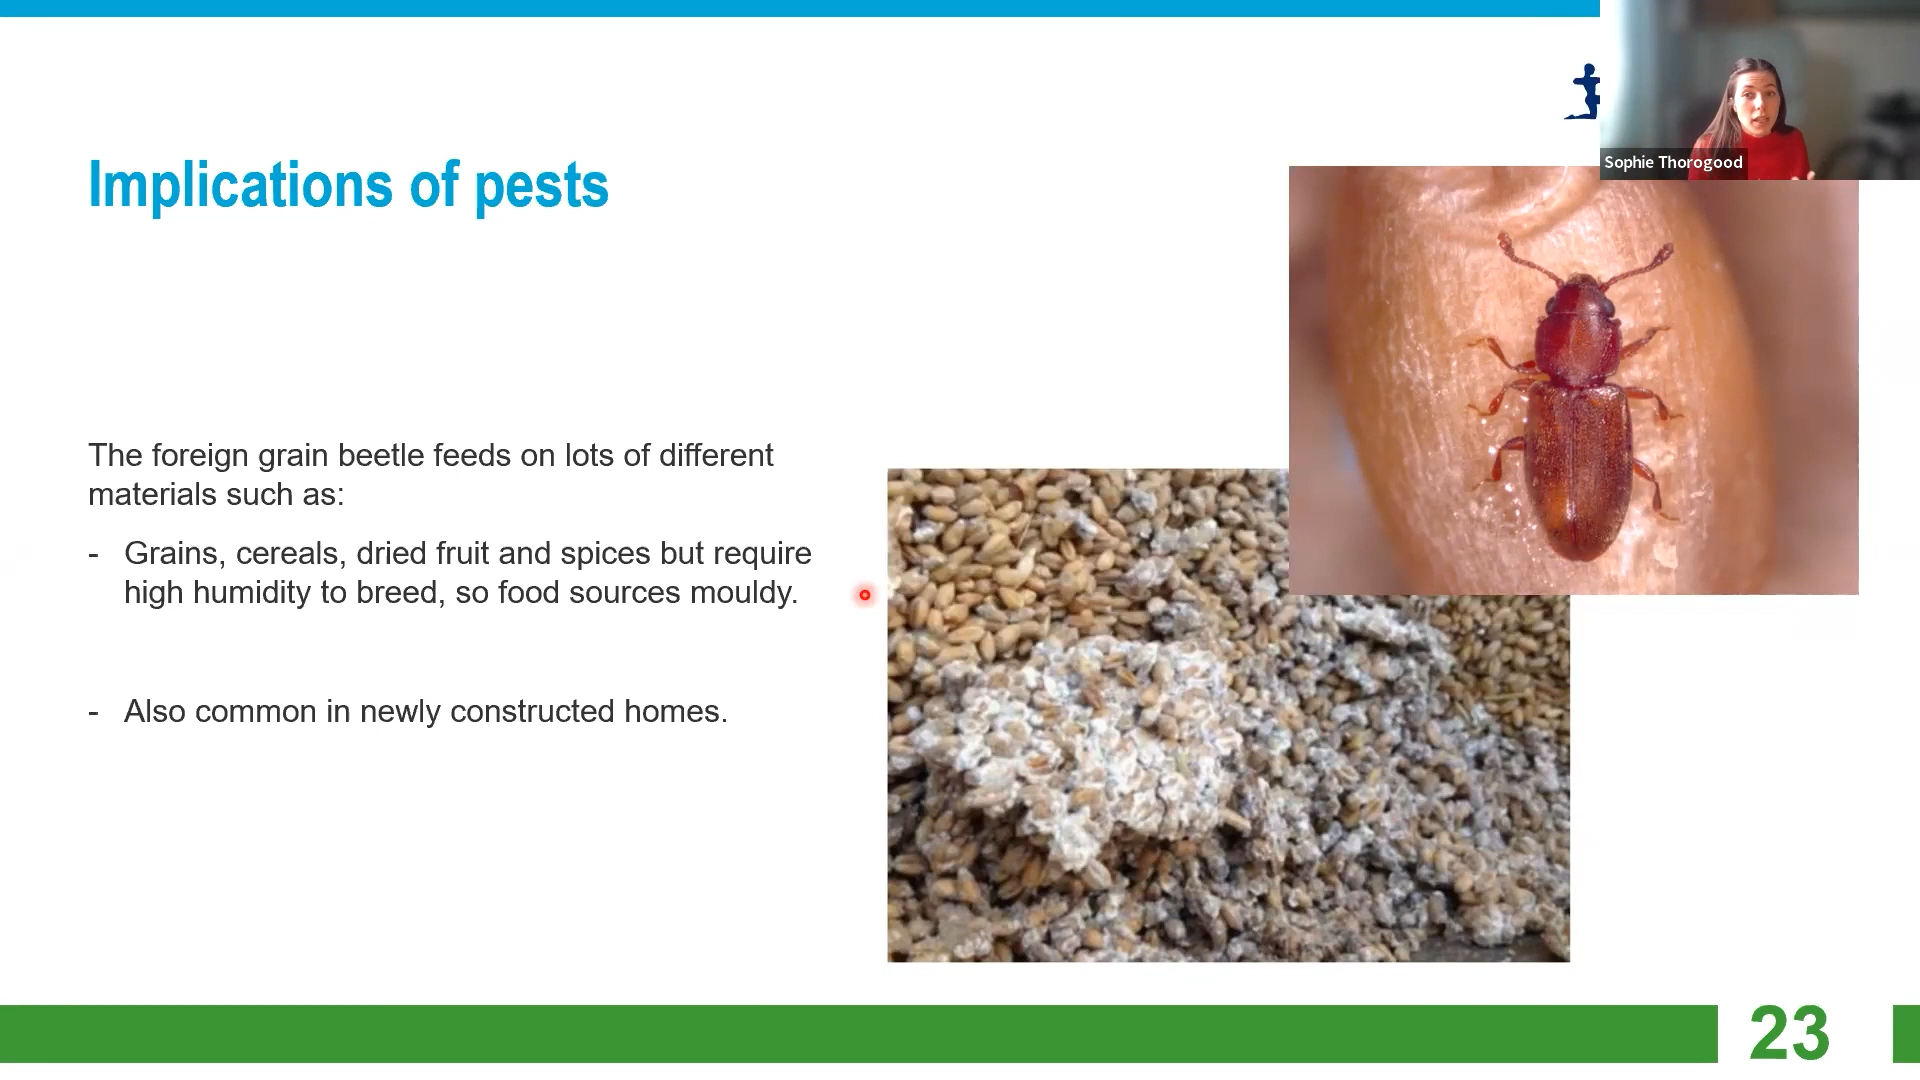 Sophie Thorogood
Implications of pests
The foreign grain beetle feeds on lots of different
materials such as:
- Grains, cereals, dried fruit and spices but require
high humidity to breed, so food sources mouldy.
- Also common in newly constructed homes.
23